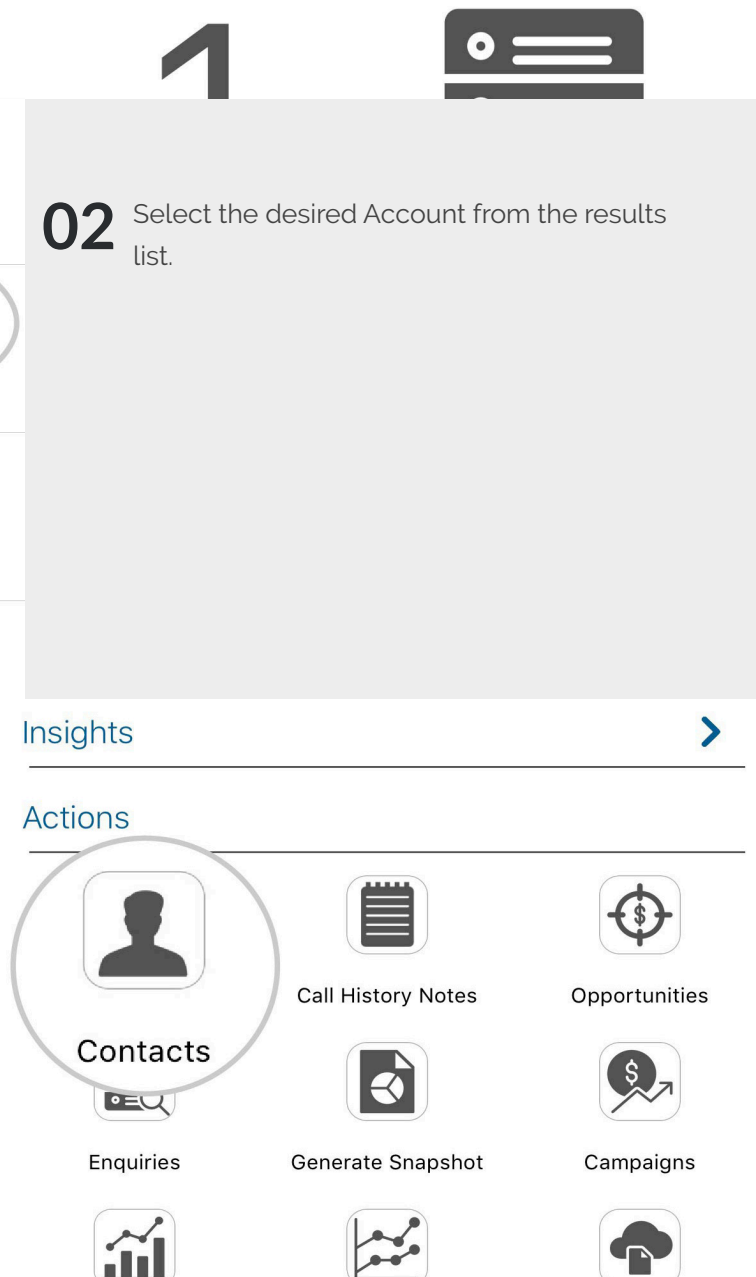 1
02 Select the desired Account from the results
list.
Insights
Actions
Contacts
Call History Notes
Opportunities
$
$
Enquiries
Generate Snapshot
Campaigns